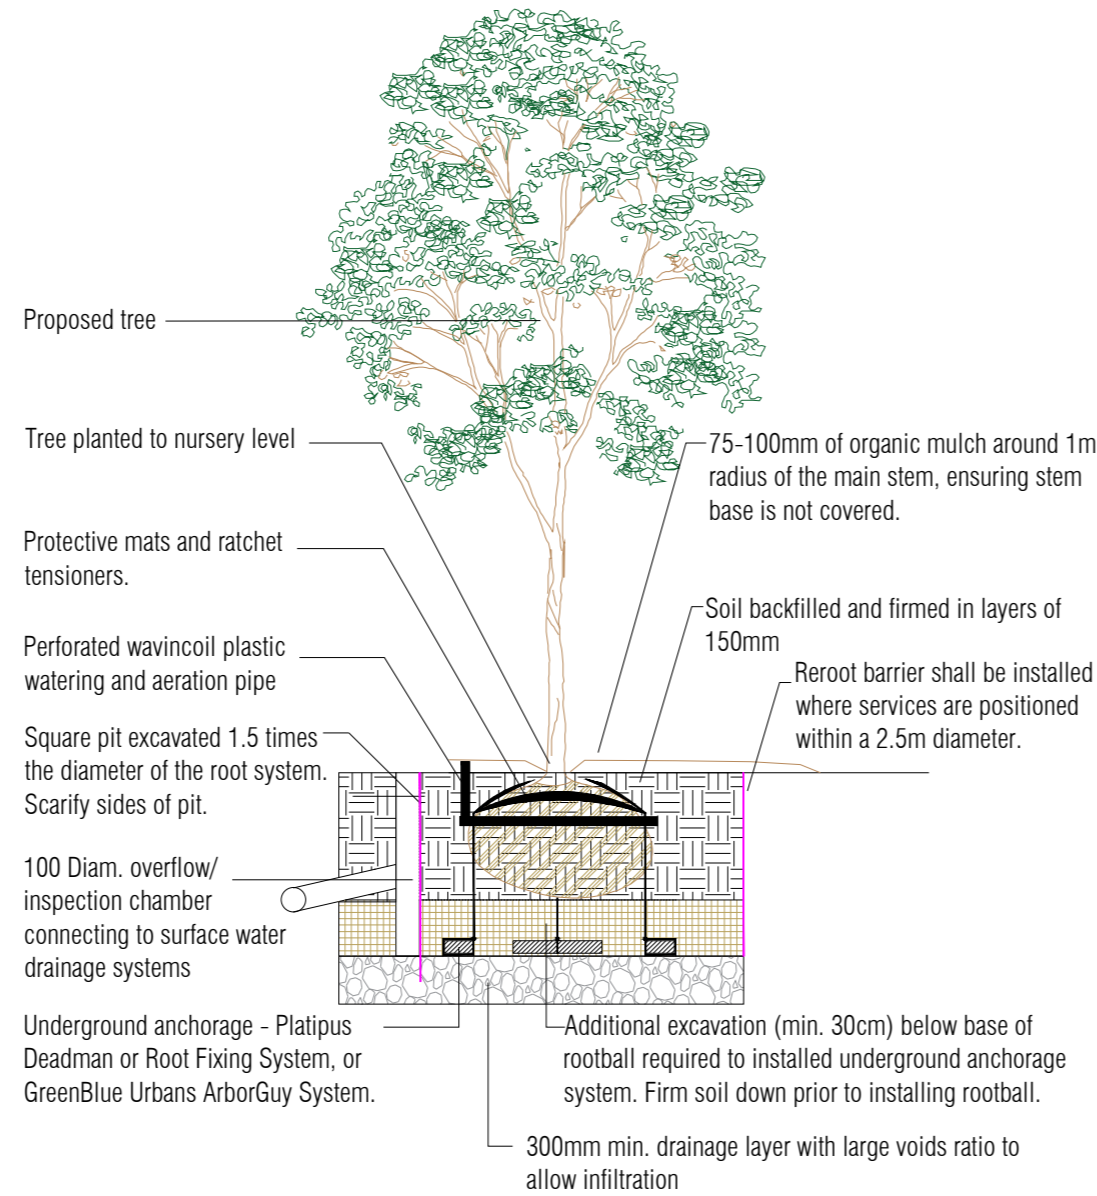 Proposed tree
Tree planted to nursery level
Protective mats and ratchet
tensioners.
Perforated wavincoil plastic
watering and aeration pipe
Square pit excavated 1.5 times
the diameter of the root system.
Scarify sides of pit.
100 Diam. overflow/
inspection chamber
connecting to surface water
drainage systems
Underground anchorage - Platipus
Deadman or Root Fixing System, or
GreenBlue Urbans ArborGuy System.
75-100mm of organic mulch around 1m
radius of the main stem, ensuring stem
base is not covered.
Soil backfilled and firmed in layers of
150mm
Reroot barrier shall be installed
where services are positioned
within a 2.5m diameter.
Additional excavation (min. 30cm) below base of
rootball required to installed underground anchorage
system. Firm soil down prior to installing rootball.
300mm min. drainage layer with large voids ratio to
allow infiltration